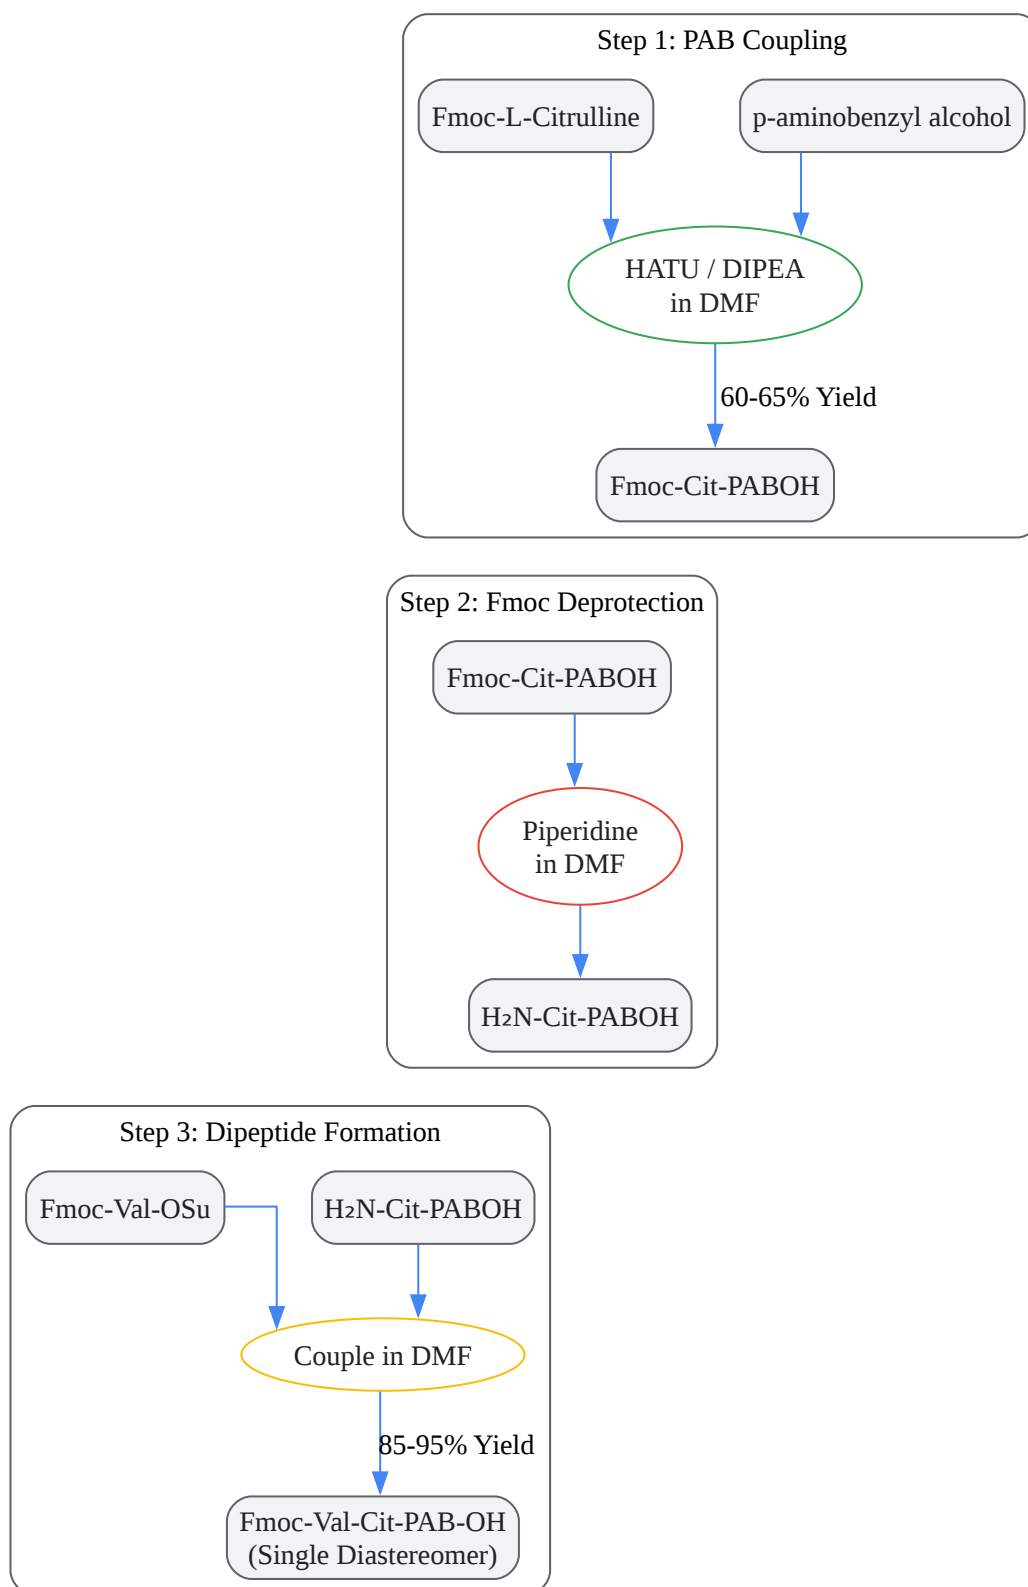 Step 1: PAB Coupling
Fmoc-L-Citrulline
p-aminobenzyl alcohol
HATU / DIPEA
in DMF
60-65% Yield
Fmoc-Cit-PABOH
Step 2: Fmoc Deprotection
Fmoc-Cit-PABOH
Piperidine
in DMF
H₂N-Cit-PABOH
Step 3: Dipeptide Formation
Fmoc-Val-OSu
H₂N-Cit-PABOH
Couple in DMF
85-95% Yield
Fmoc-Val-Cit-PAB-OH
(Single Diastereomer)